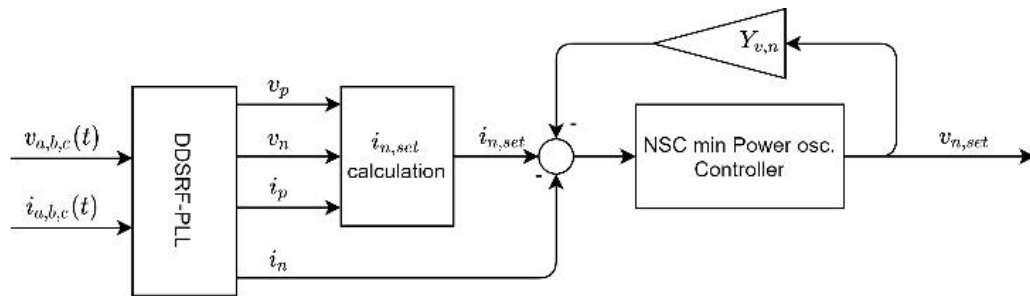 Y_{v,n}
v_p
v_{a,b,c}(t)
v_n
i_{n,set}
calculation
i_{n,set}
-
-
NSC min Power osc.
Controller
v_{n,set}
i_{a,b,c}(t)
DDSRF-PLL
i_p
i_n